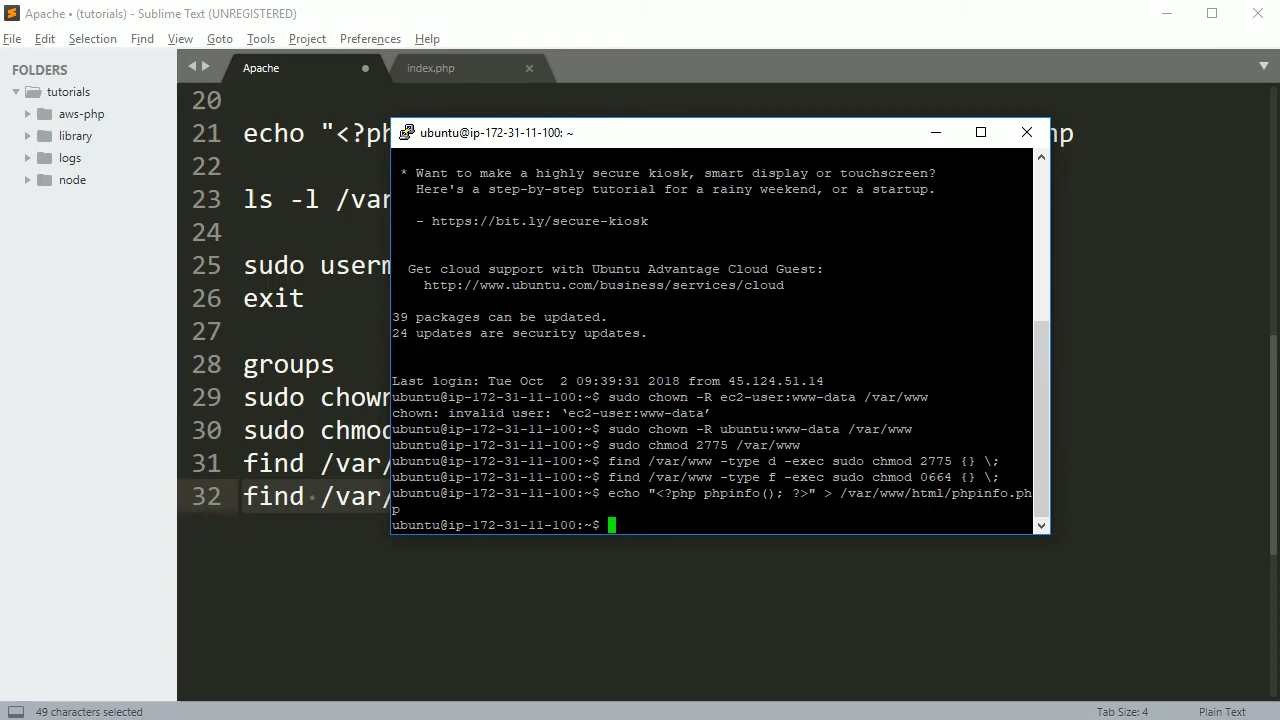 Apache • (tutorials) - Sublime Text (UNREGISTERED)
File Edit Selection Find View Goto Tools Project Preferences Help
FOLDERS
tutorials
aws-php
library
logs
node
Apache
index.php
20
21 echo "<?ph
hp
22
23 ls -l /var
24
25 sudo userm
26 exit
27
28 groups
29 sudo chown
30 sudo chmod
31 find /var/
32 find /var/
ubuntu@ip-172-31-11-100: ~
* Want to make a highly secure kiosk, smart display or touchscreen?
Here's a step-by-step tutorial for a rainy weekend, or a startup.
- https://bit.ly/secure-kiosk
Get cloud support with Ubuntu Advantage Cloud Guest:
http://www.ubuntu.com/business/services/cloud
39 packages can be updated.
24 updates are security updates.
Last login: Tue Oct  2 09:39:31 2018 from 45.124.51.14
ubuntu@ip-172-31-11-100:~$ sudo chown -R ec2-user:www-data /var/www
chown: invalid user: ‘ec2-user:www-data’
ubuntu@ip-172-31-11-100:~$ sudo chown -R ubuntu:www-data /var/www
ubuntu@ip-172-31-11-100:~$ sudo chmod 2775 /var/www
ubuntu@ip-172-31-11-100:~$ find /var/www -type d -exec sudo chmod 2775 {} \;
ubuntu@ip-172-31-11-100:~$ find /var/www -type f -exec sudo chmod 0664 {} \;
ubuntu@ip-172-31-11-100:~$ echo "<?php phpinfo(); ?>" > /var/www/html/phpinfo.ph
p
ubuntu@ip-172-31-11-100:~$
49 characters selected
Tab Size: 4
Plain Text